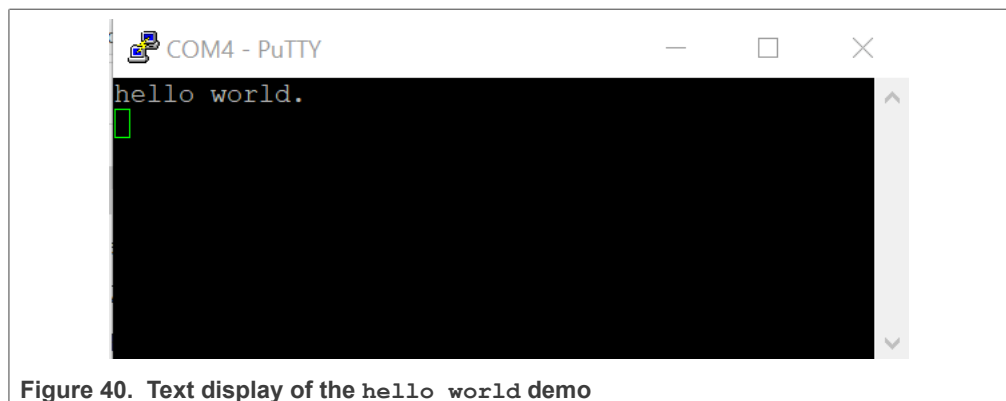 COM4 - PuTTY
hello world.
Figure 40. Text display of the hello world demo